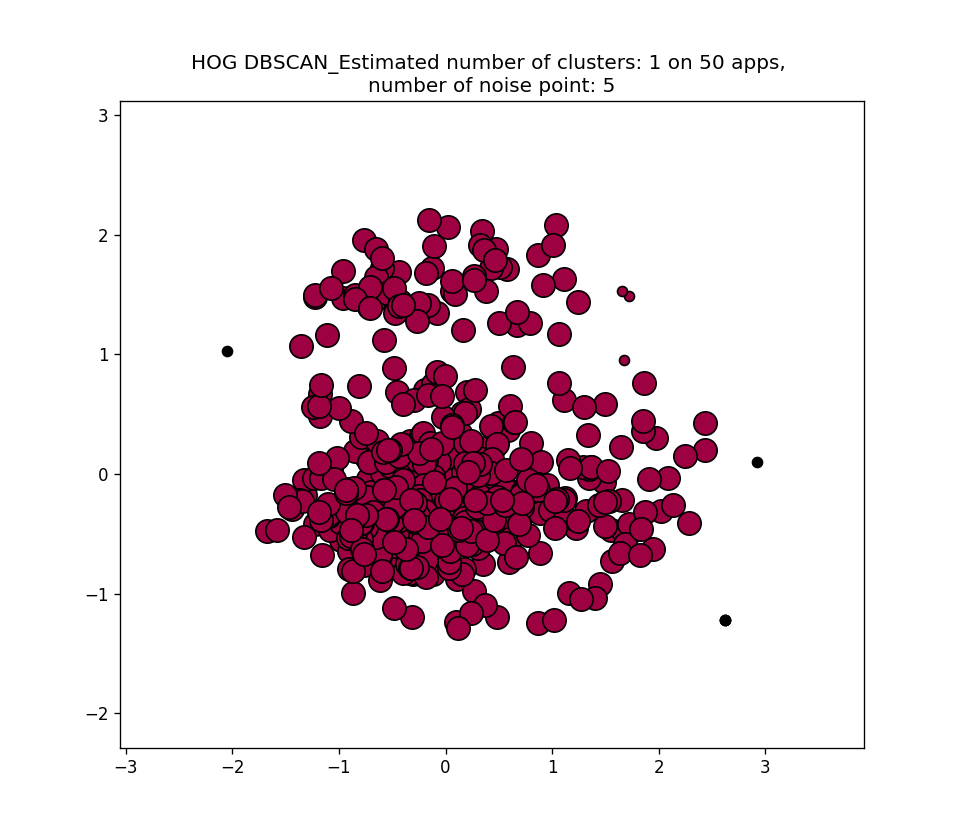 HOG DBSCAN_Estimated number of clusters: 1 on 50 apps,
number of noise point: 5
3
2
1
0
−1
−2
−3 −2 −1 0 1 2 3